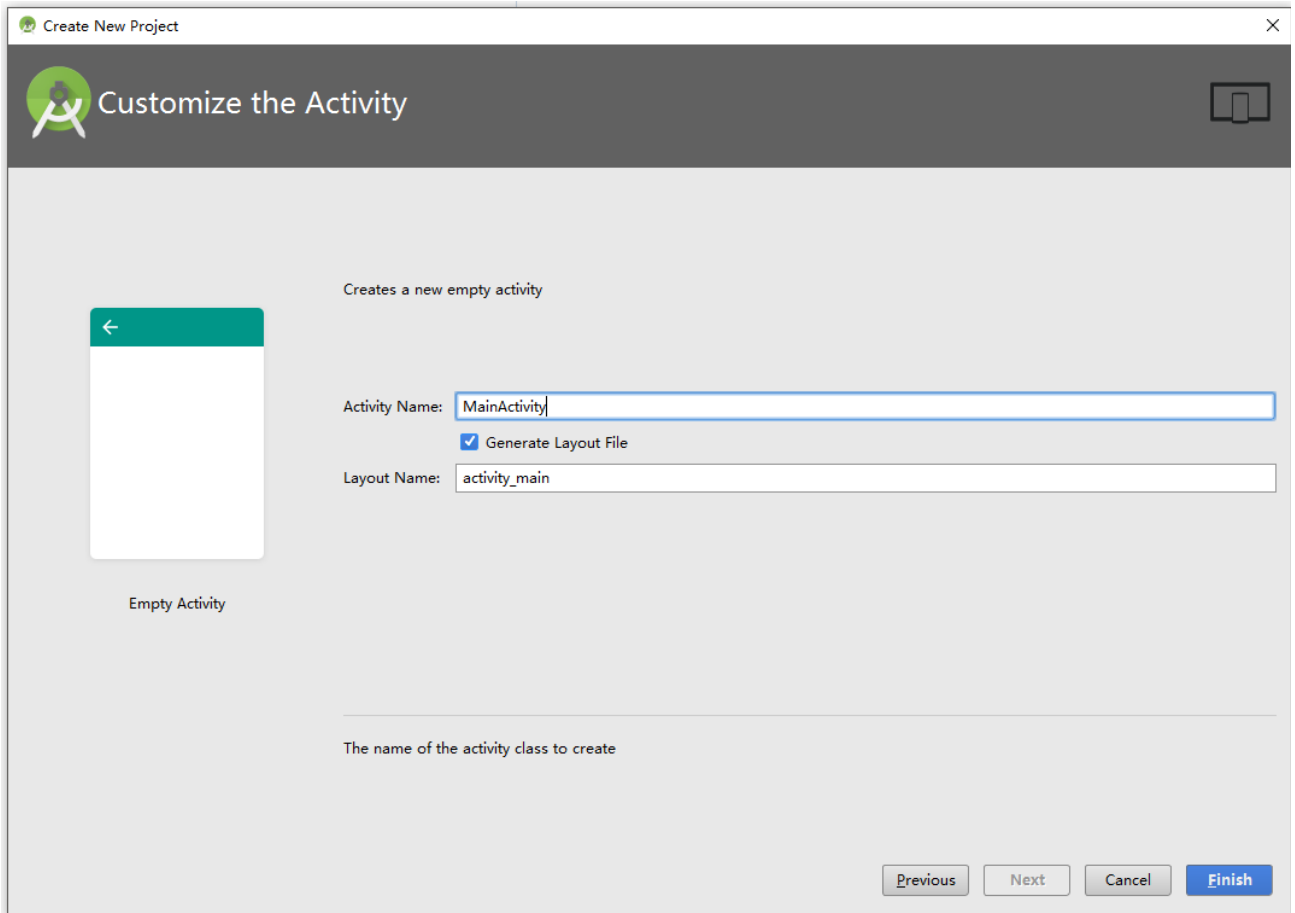 Create New Project
Customize the Activity
Creates a new empty activity
Activity Name: MainActivity
Generate Layout File
Layout Name: activity_main
Empty Activity
The name of the activity class to create
Previous Next Cancel Finish